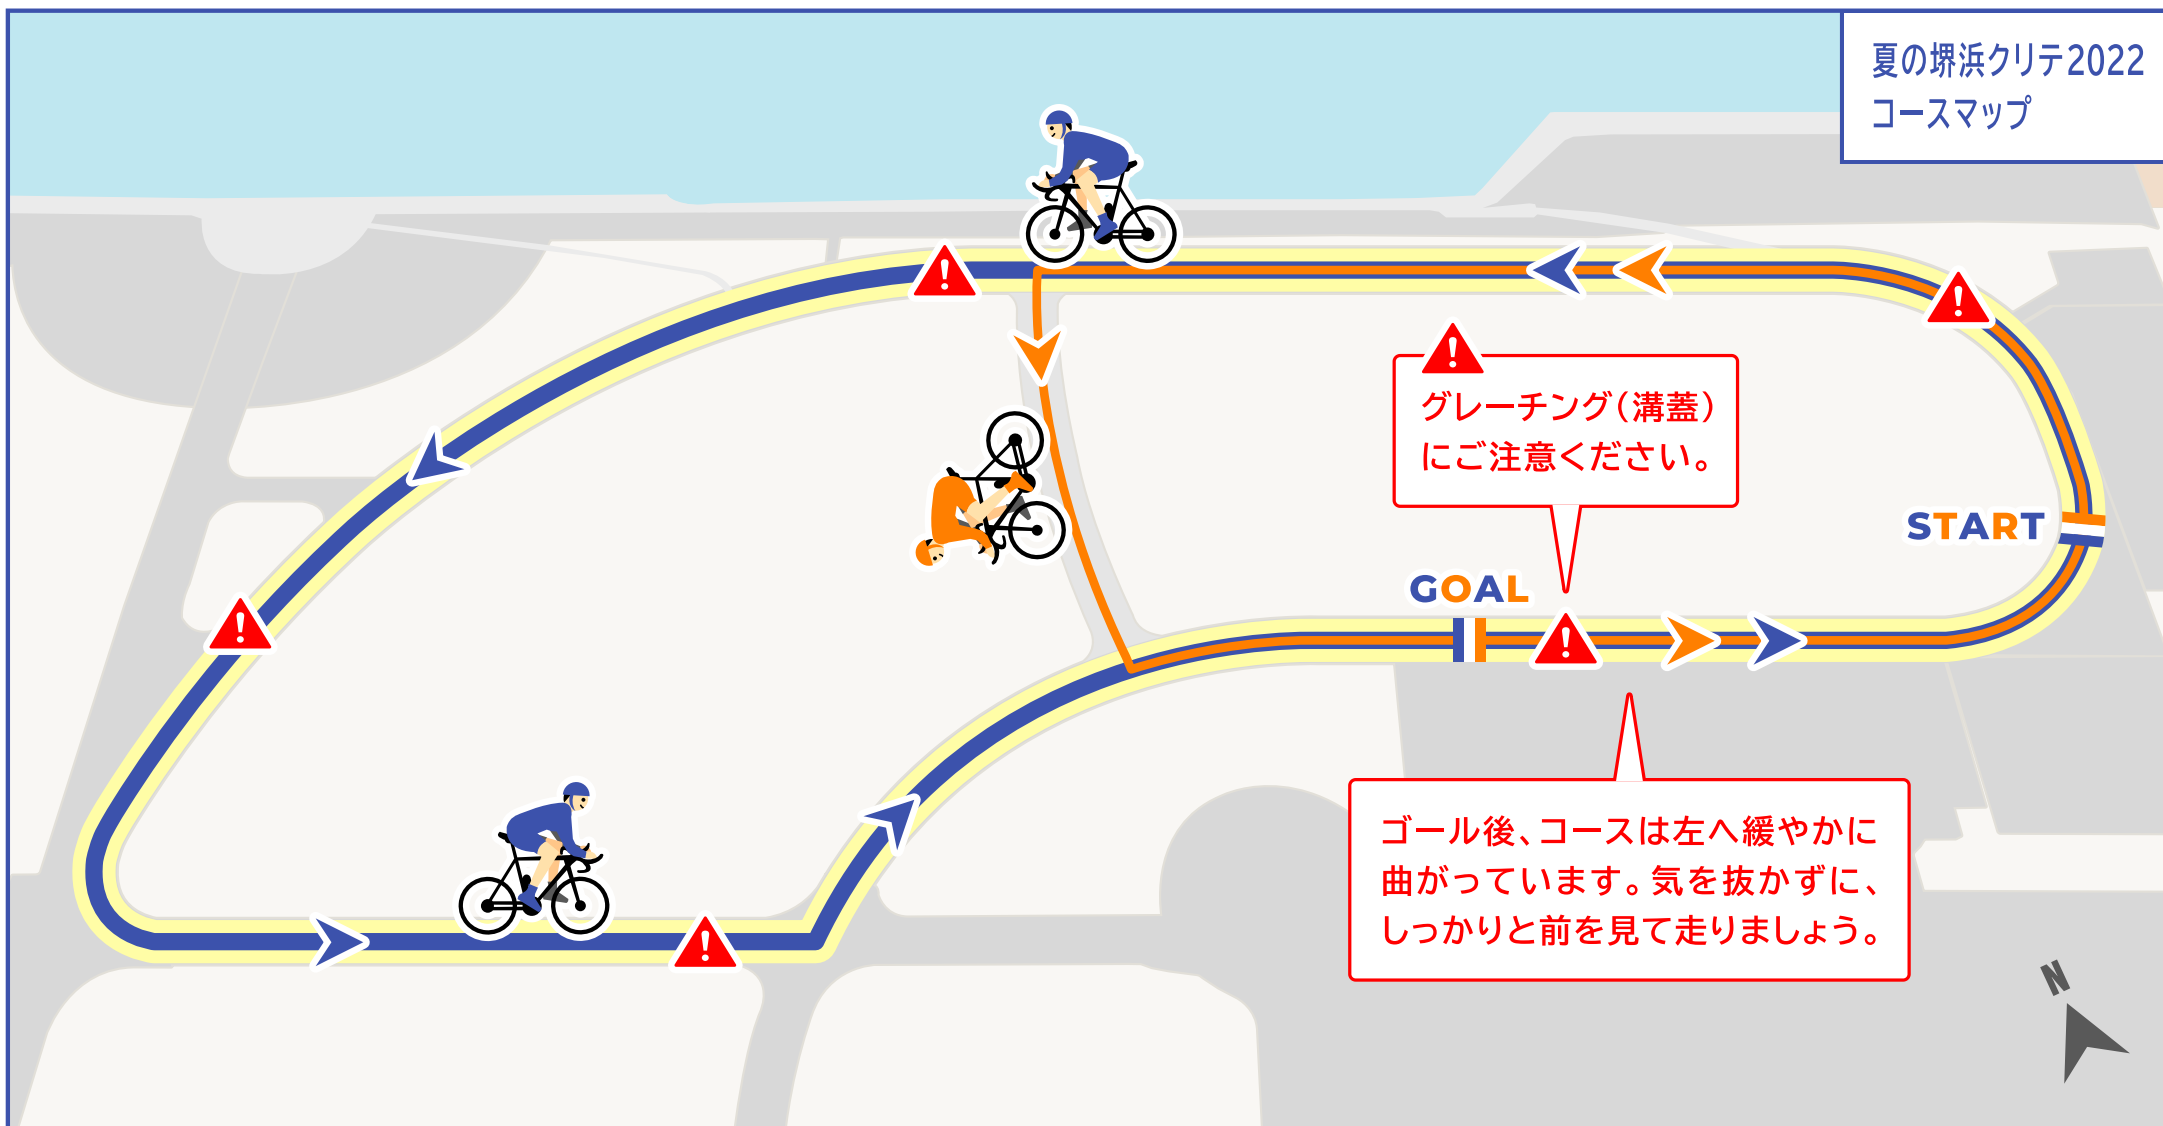 夏の堺浜クリテ2022
コースマップ
グレーチング(溝蓋)
にご注意ください。
START
GOAL
ゴール後、コースは左へ緩やかに
曲がっています。気を抜かずに、
しっかりと前を見て走りましょう。
N